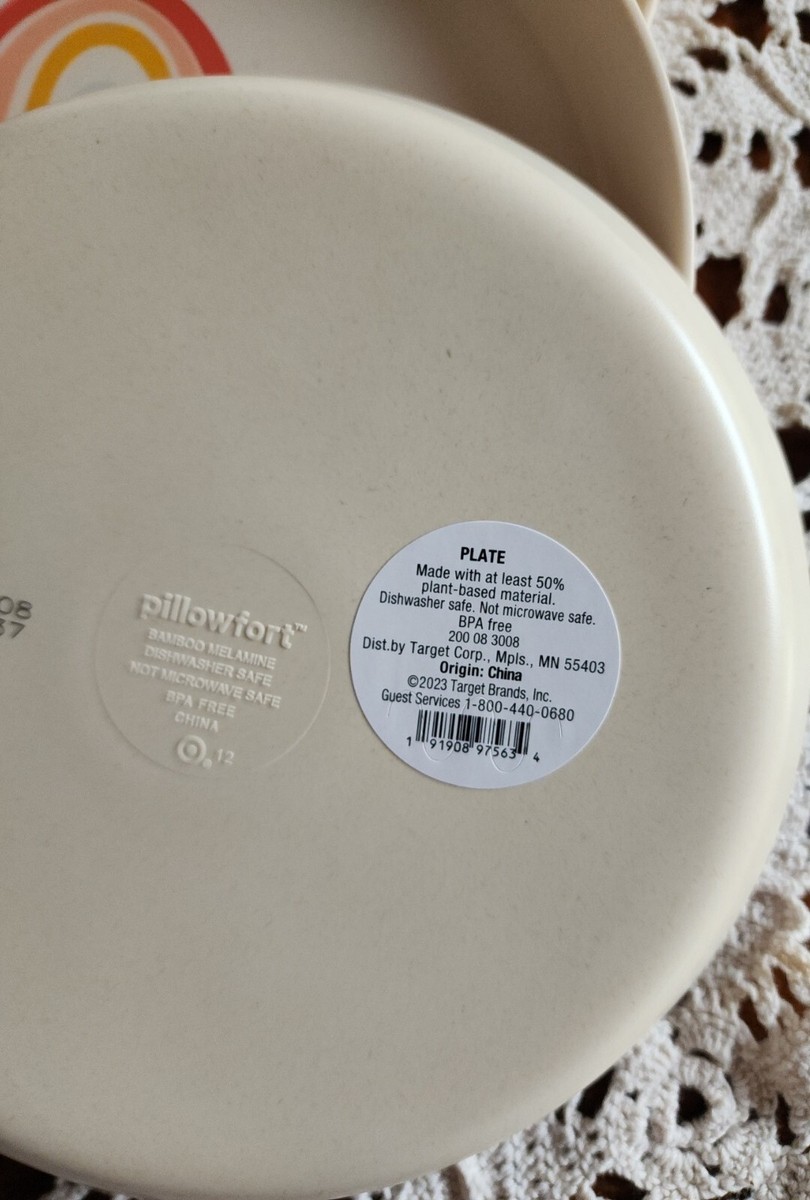 08
37
pillowfort™
BAMBOO MELAMINE
DISHWASHER SAFE
NOT MICROWAVE SAFE
BPA FREE
CHINA
12
PLATE
Made with at least 50%
plant-based material.
Dishwasher safe. Not microwave safe.
BPA free
200 08 3008
Dist.by Target Corp., Mpls., MN 55403
Origin: China
©2023 Target Brands, Inc.
Guest Services 1-800-440-0680
1 91908 97563 4